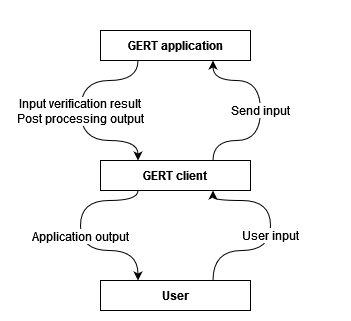 GERT application
Input verification result
Post processing output
Send input
GERT client
Application output
User input
User